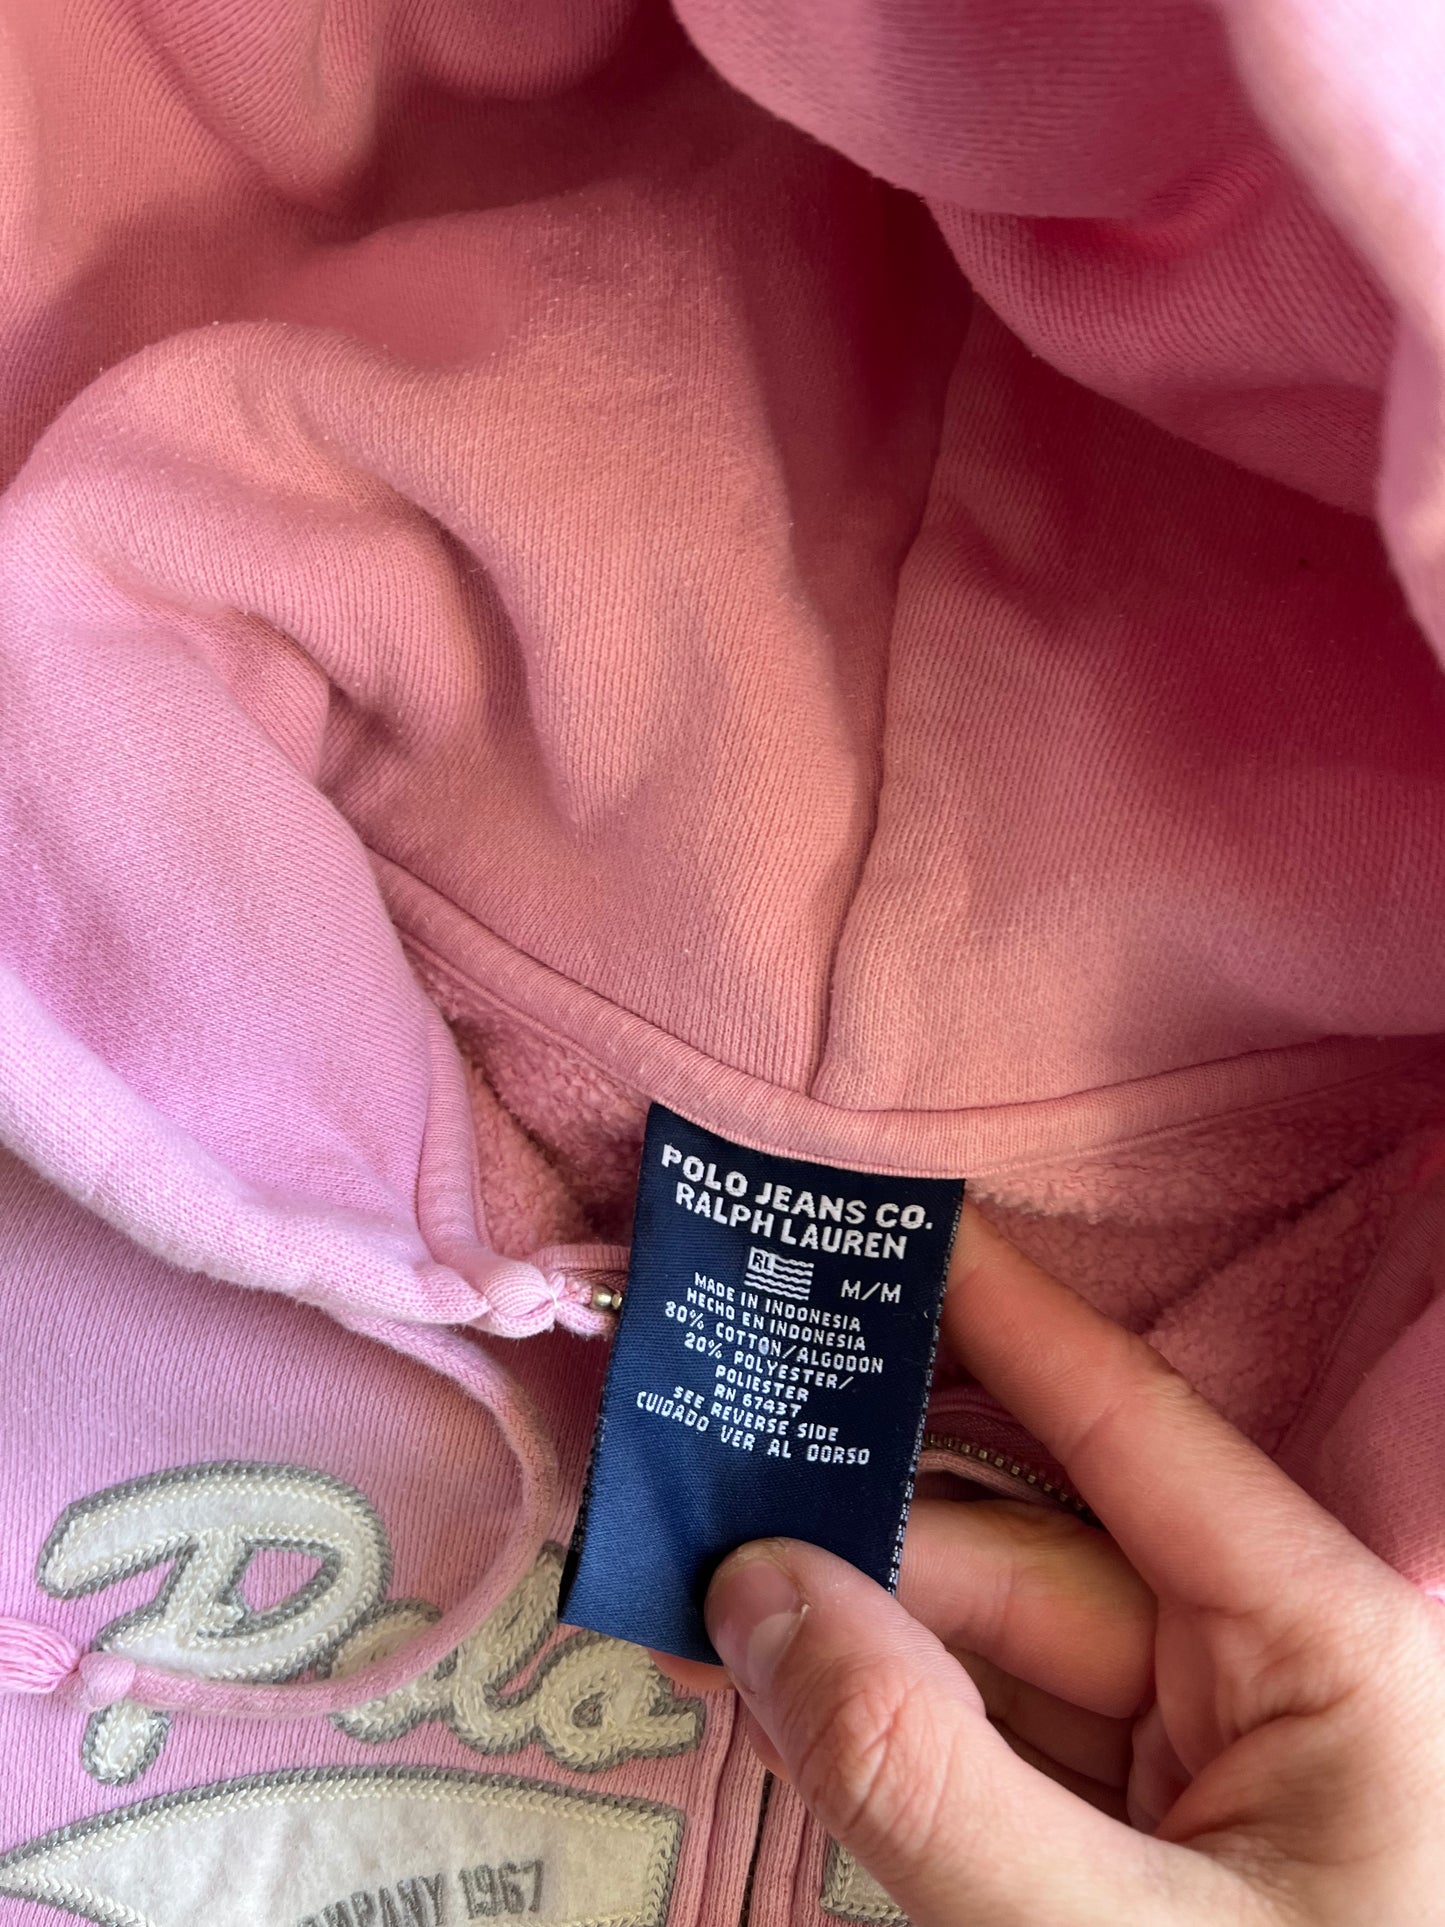 POLO JEANS CO.
RALPH LAUREN
RL M/M
MADE IN INDONESIA
HECHO EN INDONESIA
80% COTTON/ALGODON
20% POLYESTER/
POLIESTER
RN 67437
SEE REVERSE SIDE
CUIDADO VER AL DORSO
Polo
COMPANY 1967